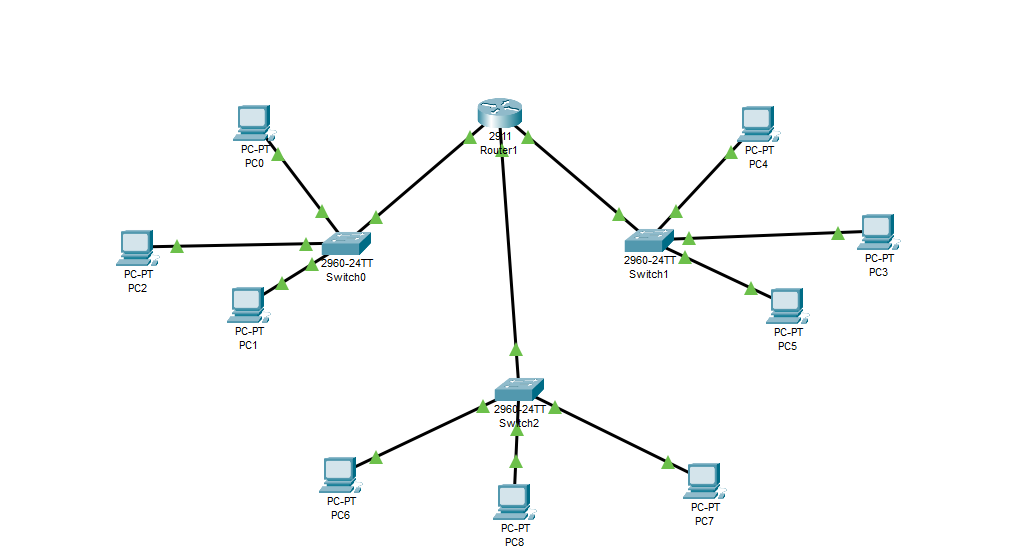 2911
Router1
PC-PT
PC0
PC-PT
PC4
PC-PT
PC2
2960-24TT
Switch0
2960-24TT
Switch1
PC-PT
PC3
PC-PT
PC1
PC-PT
PC5
2960-24TT
Switch2
PC-PT
PC6
PC-PT
PC8
PC-PT
PC7